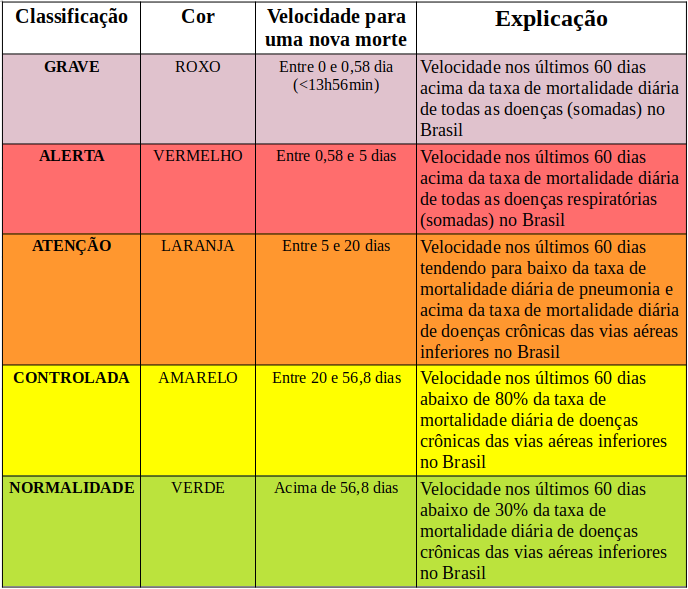 Classificação
Cor
Velocidade para
uma nova morte
Explicação
GRAVE
ROXO
Entre 0 e 0,58 dia
(<13h56min)
Velocidade nos últimos 60 dias
acima da taxa de mortalidade diária
de todas as doenças (somadas) no
Brasil
ALERTA
VERMELHO
Entre 0,58 e 5 dias
Velocidade nos últimos 60 dias
acima da taxa de mortalidade diária
de todas as doenças respiratórias
(somadas) no Brasil
ATENÇÃO
LARANJA
Entre 5 e 20 dias
Velocidade nos últimos 60 dias
tendendo para baixo da taxa de
mortalidade diária de pneumonia e
acima da taxa de mortalidade diária
de doenças crônicas das vias aéreas
inferiores no Brasil
CONTROLADA
AMARELO
Entre 20 e 56,8 dias
Velocidade nos últimos 60 dias
abaixo de 80% da taxa de
mortalidade diária de doenças
crônicas das vias aéreas inferiores
no Brasil
NORMALIDADE
VERDE
Acima de 56,8 dias
Velocidade nos últimos 60 dias
abaixo de 30% da taxa de
mortalidade diária de doenças
crônicas das vias aéreas inferiores
no Brasil